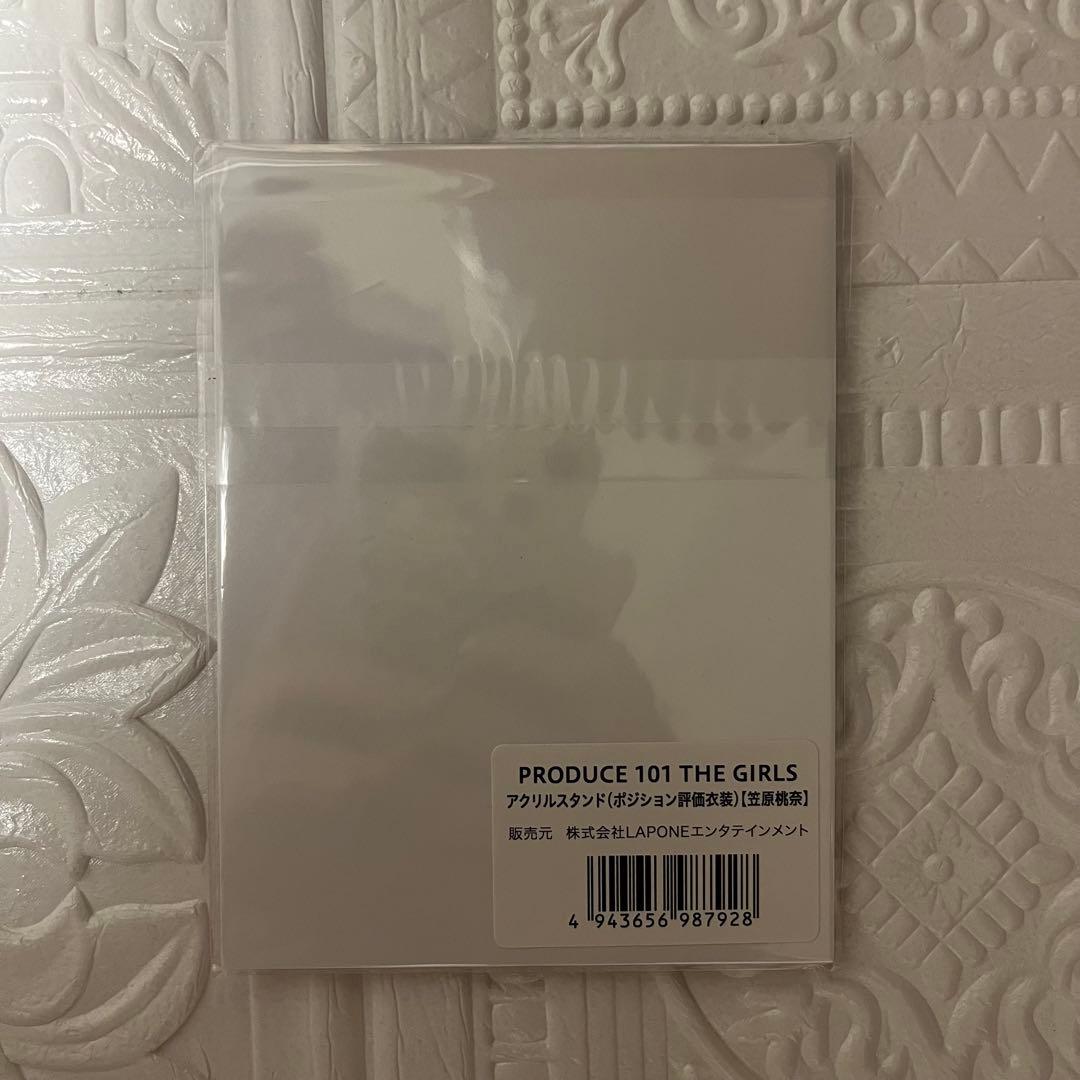 PRODUCE 101 THE GIRLS
アクリルスタンド(ポジション評価衣装)【笠原桃奈】
販売元　株式会社LAPONEエンタテインメント
4 943656 987928